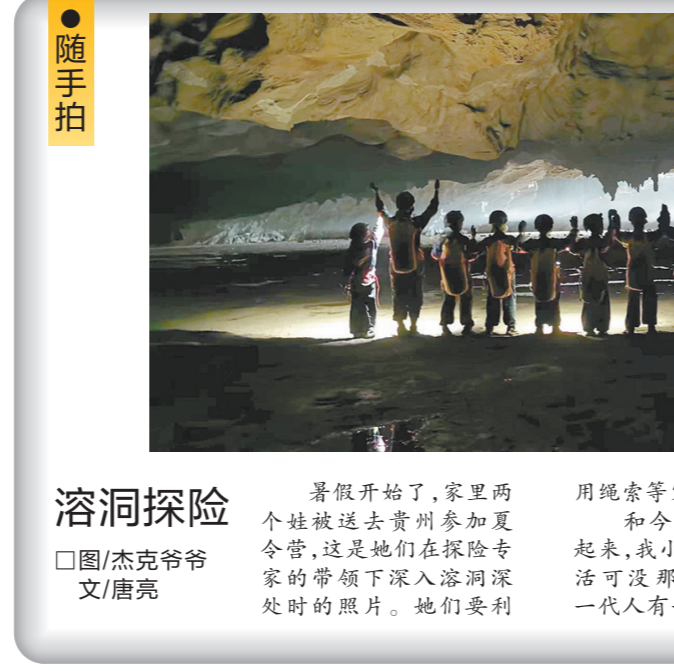 ●随手拍
溶洞探险
□图/杰克爷爷
文/唐亮
暑假开始了,家里两
个娃被送去贵州参加夏
令营,这是她们在探险专
家的带领下深入溶洞深
处时的照片。她们要利
用绳索等
和今
起来,我小
活可没那
一代人有